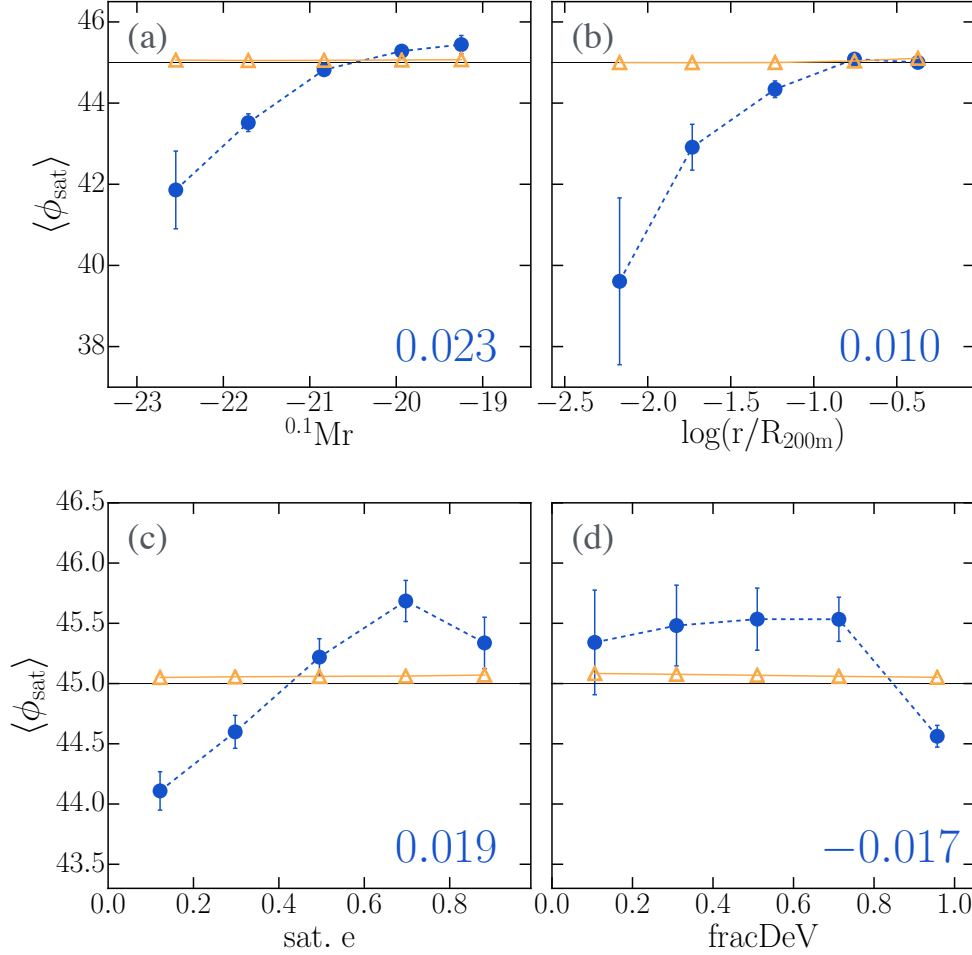 (a)
46
44
42
40
38
⟨ϕsat⟩
0.023
−23 −22 −21 −20 −19
0.1Mr
(b)
0.010
−2.5 −2.0 −1.5 −1.0 −0.5
log(r/R200m)
(c)
46.5
46.0
45.5
45.0
44.5
44.0
43.5
⟨ϕsat⟩
0.019
0.0 0.2 0.4 0.6 0.8
sat. e
(d)
−0.017
0.0 0.2 0.4 0.6 0.8 1.0
fracDeV